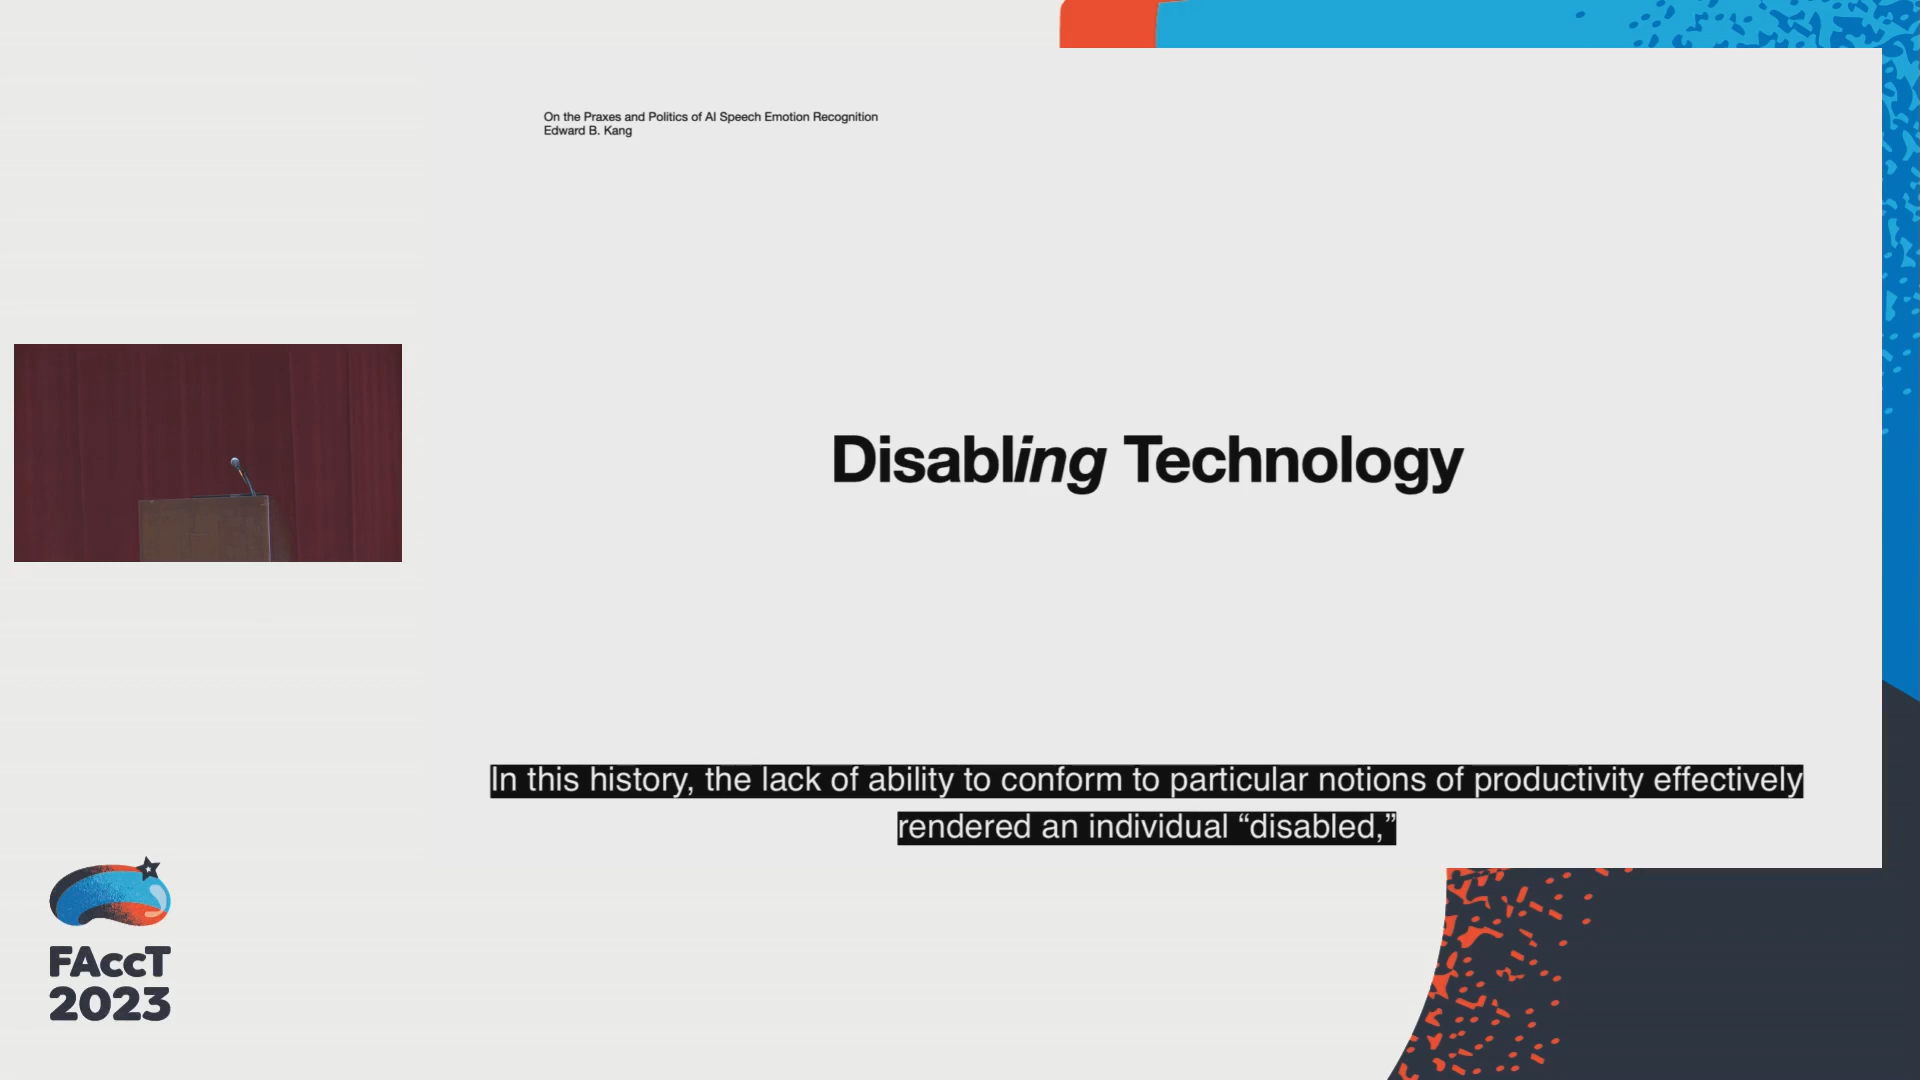 On the Praxes and Politics of AI Speech Emotion Recognition
Edward B. Kang
Disabling Technology
In this history, the lack of ability to conform to particular notions of productivity effectively
rendered an individual “disabled,”
FAccT
2023